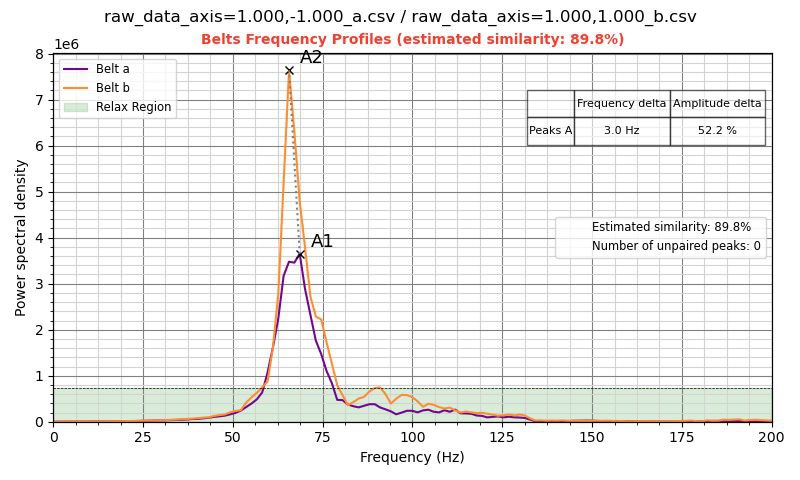 raw_data_axis=1.000,-1.000_a.csv / raw_data_axis=1.000,1.000_b.csv
Belts Frequency Profiles (estimated similarity: 89.8%)
1e6
Belt a
Belt b
Relax Region
A2
A1
Frequency delta Amplitude delta
Peaks A 3.0 Hz 52.2 %
Estimated similarity: 89.8%
Number of unpaired peaks: 0
Power spectral density
8
7
6
5
4
3
2
1
0
0 25 50 75 100 125 150 175 200
Frequency (Hz)